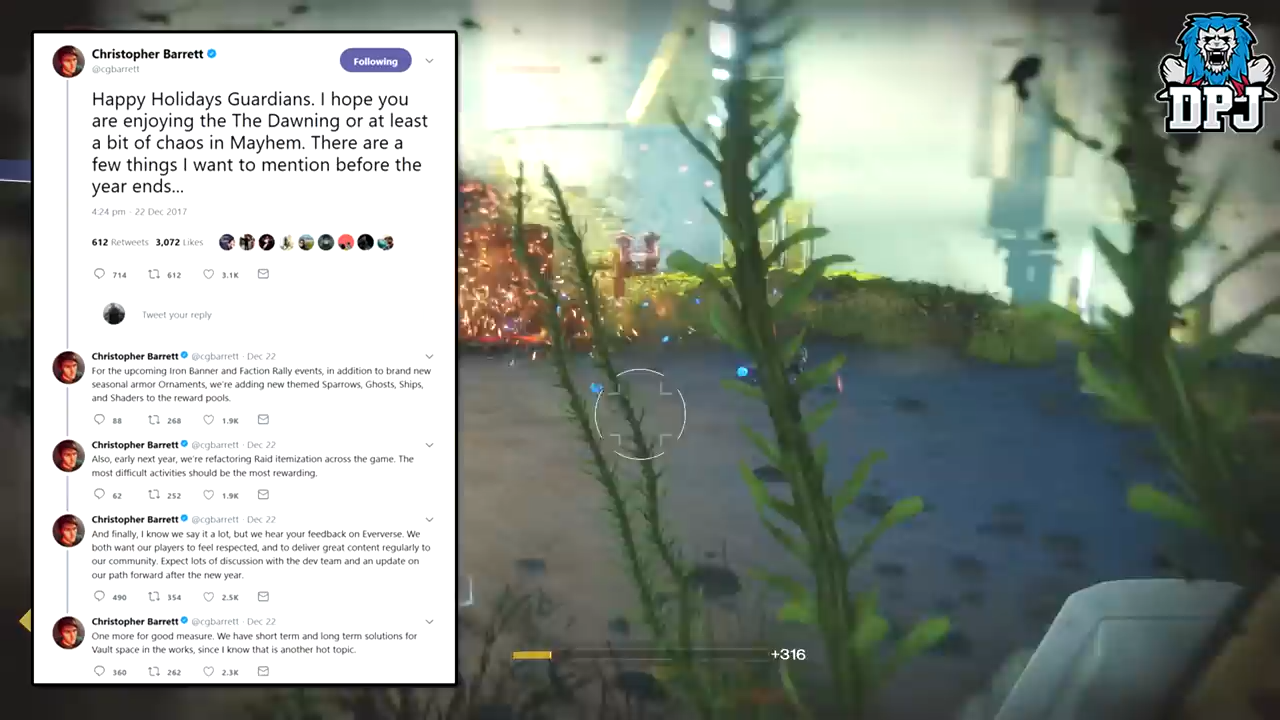 Christopher Barrett
@cgbarrett
Following
Happy Holidays Guardians. I hope you
are enjoying the The Dawning or at least
a bit of chaos in Mayhem. There are a
few things I want to mention before the
year ends...
4:24 pm · 22 Dec 2017
612 Retweets 3,072 Likes
714 612 3.1K
Tweet your reply
Christopher Barrett @cgbarrett · Dec 22
For the upcoming Iron Banner and Faction Rally events, in addition to brand new
seasonal armor Ornaments, we're adding new themed Sparrows, Ghosts, Ships,
and Shaders to the reward pools.
88 268 1.9K
Christopher Barrett @cgbarrett · Dec 22
Also, early next year, we're refactoring Raid itemization across the game. The
most difficult activities should be the most rewarding.
62 252 1.9K
Christopher Barrett @cgbarrett · Dec 22
And finally, I know we say it a lot, but we hear your feedback on Eververse. We
both want our players to feel respected, and to deliver great content regularly to
our community. Expect lots of discussion with the dev team and an update on
our path forward after the new year.
490 354 2.5K
Christopher Barrett @cgbarrett · Dec 22
One more for good measure. We have short term and long term solutions for
Vault space in the works, since I know that is another hot topic.
360 262 2.3K
DPJ
+316